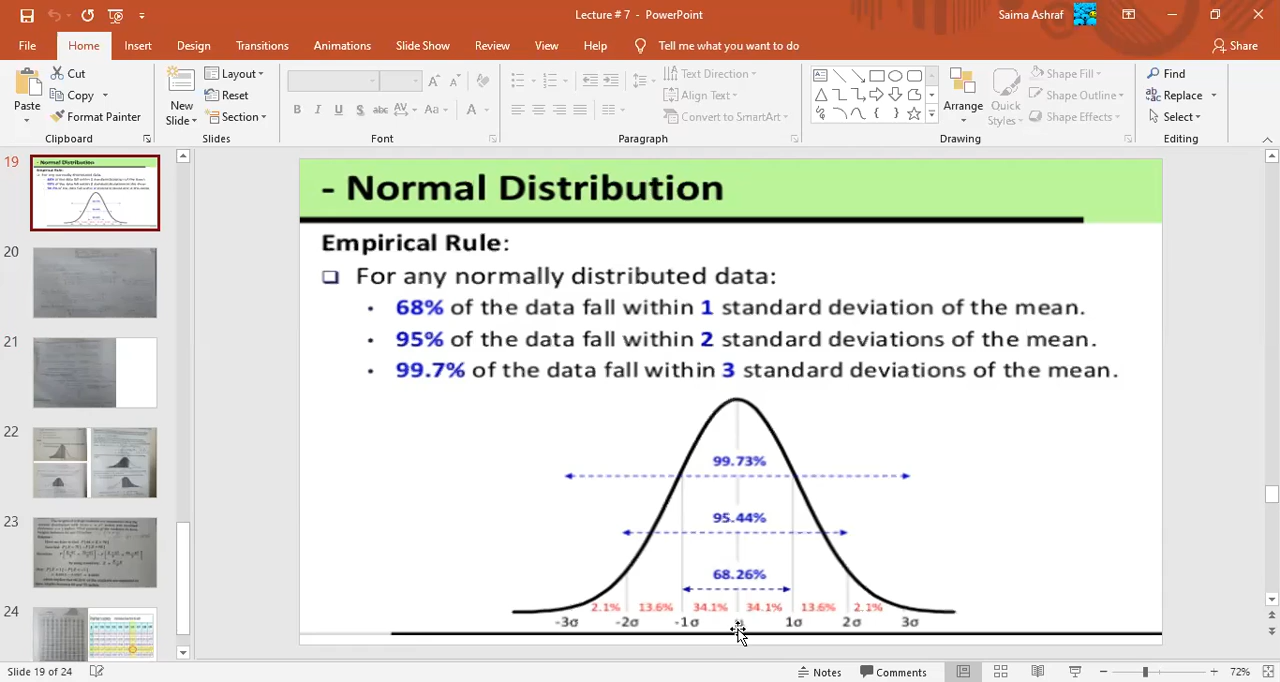 Lecture # 7 - PowerPoint
Saima Ashraf
File Home Insert Design Transitions Animations Slide Show Review View Help Tell me what you want to do
Share
Paste
Cut
Copy
Format Painter
Clipboard
New Slide
Layout
Reset
Section
Slides
B I U S abc AV Aa A
Font
Text Direction
Align Text
Convert to SmartArt
Paragraph
Arrange
Quick Styles
Shape Fill
Shape Outline
Shape Effects
Drawing
Find
Replace
Select
Editing
19
20
21
22
23
24
- Normal Distribution
Empirical Rule:
For any normally distributed data:
• 68% of the data fall within 1 standard deviation of the mean.
• 95% of the data fall within 2 standard deviations of the mean.
• 99.7% of the data fall within 3 standard deviations of the mean.
99.73%
95.44%
68.26%
2.1% 13.6% 34.1% 34.1% 13.6% 2.1%
-3σ -2σ -1σ 1σ 2σ 3σ
Slide 19 of 24
Notes
Comments
72%